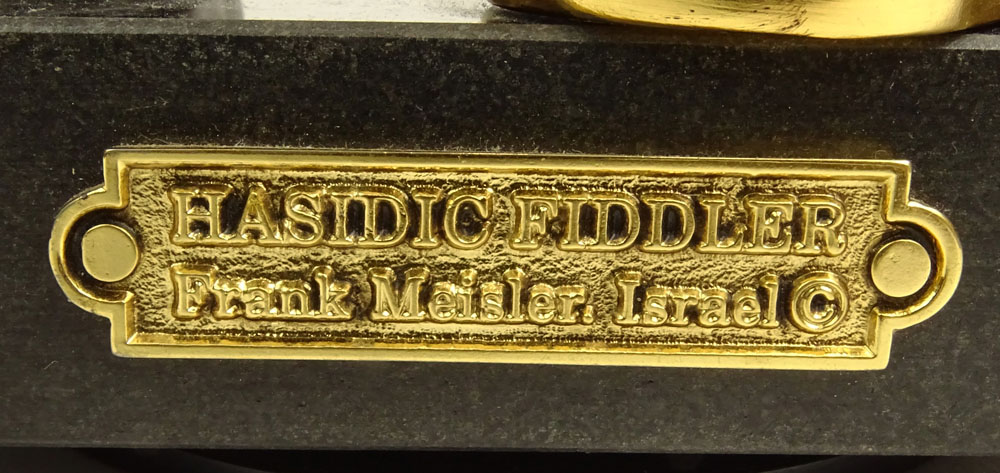 HASIDIC FIDDLER
Frank Meisler. Israel ©